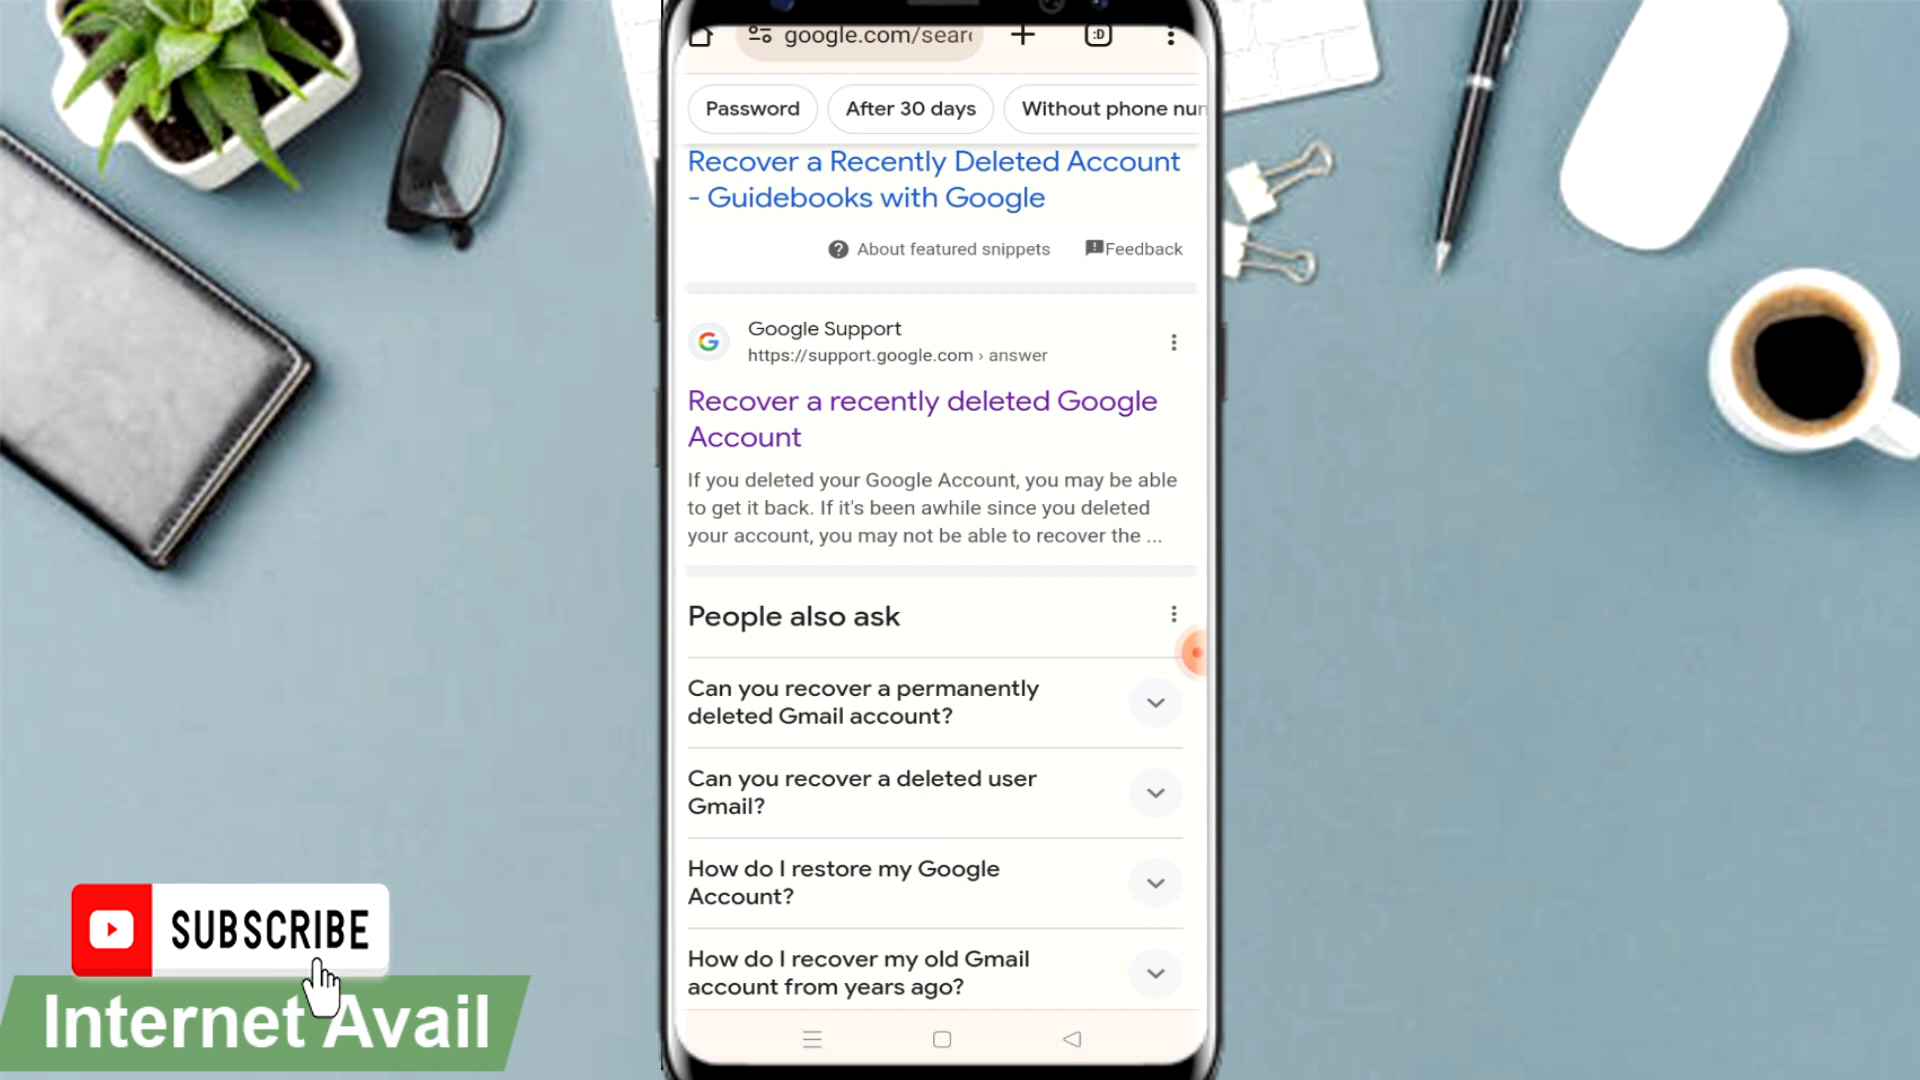 google.com/sear
:D
Password
After 30 days
Without phone nur
Recover a Recently Deleted Account
- Guidebooks with Google
About featured snippets
Feedback
Google Support
https://support.google.com › answer
Recover a recently deleted Google
Account
If you deleted your Google Account, you may be able
to get it back. If it's been awhile since you deleted
your account, you may not be able to recover the ...
People also ask
Can you recover a permanently
deleted Gmail account?
Can you recover a deleted user
Gmail?
How do I restore my Google
Account?
How do I recover my old Gmail
account from years ago?
SUBSCRIBE
Internet Avail